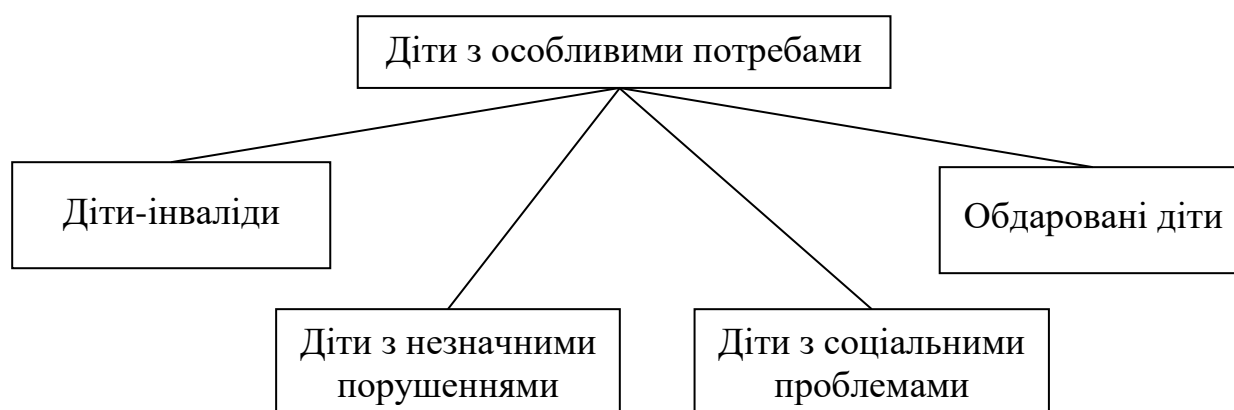 Діти з особливими потребами
Діти-інваліди
Обдаровані діти
Діти з незначними
порушеннями
Діти з соціальними
проблемами